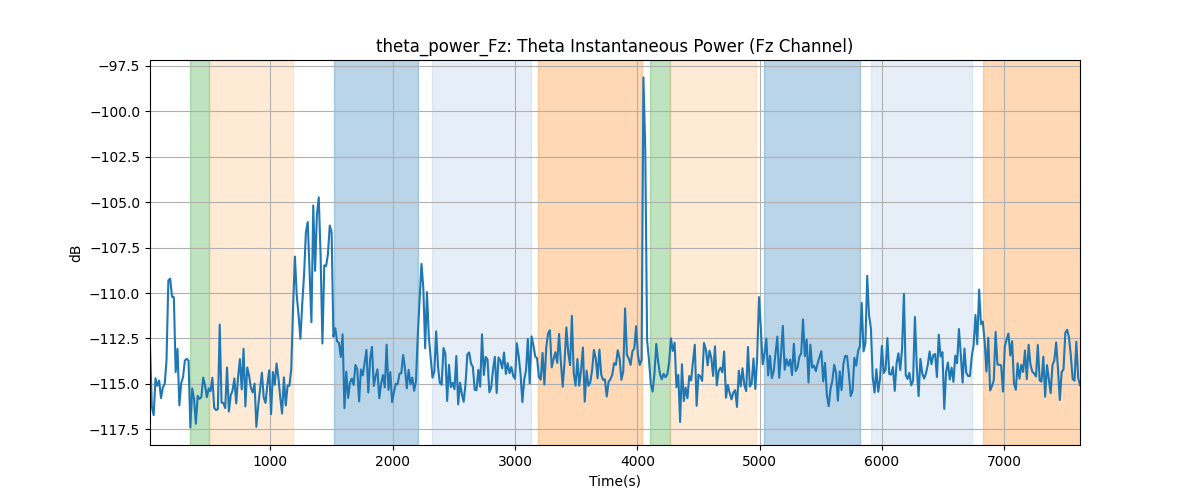 theta_power_Fz: Theta Instantaneous Power (Fz Channel)
−97.5
−100.0
−102.5
−105.0
−107.5
−110.0
−112.5
−115.0
−117.5
dB
1000 2000 3000 4000 5000 6000 7000
Time(s)